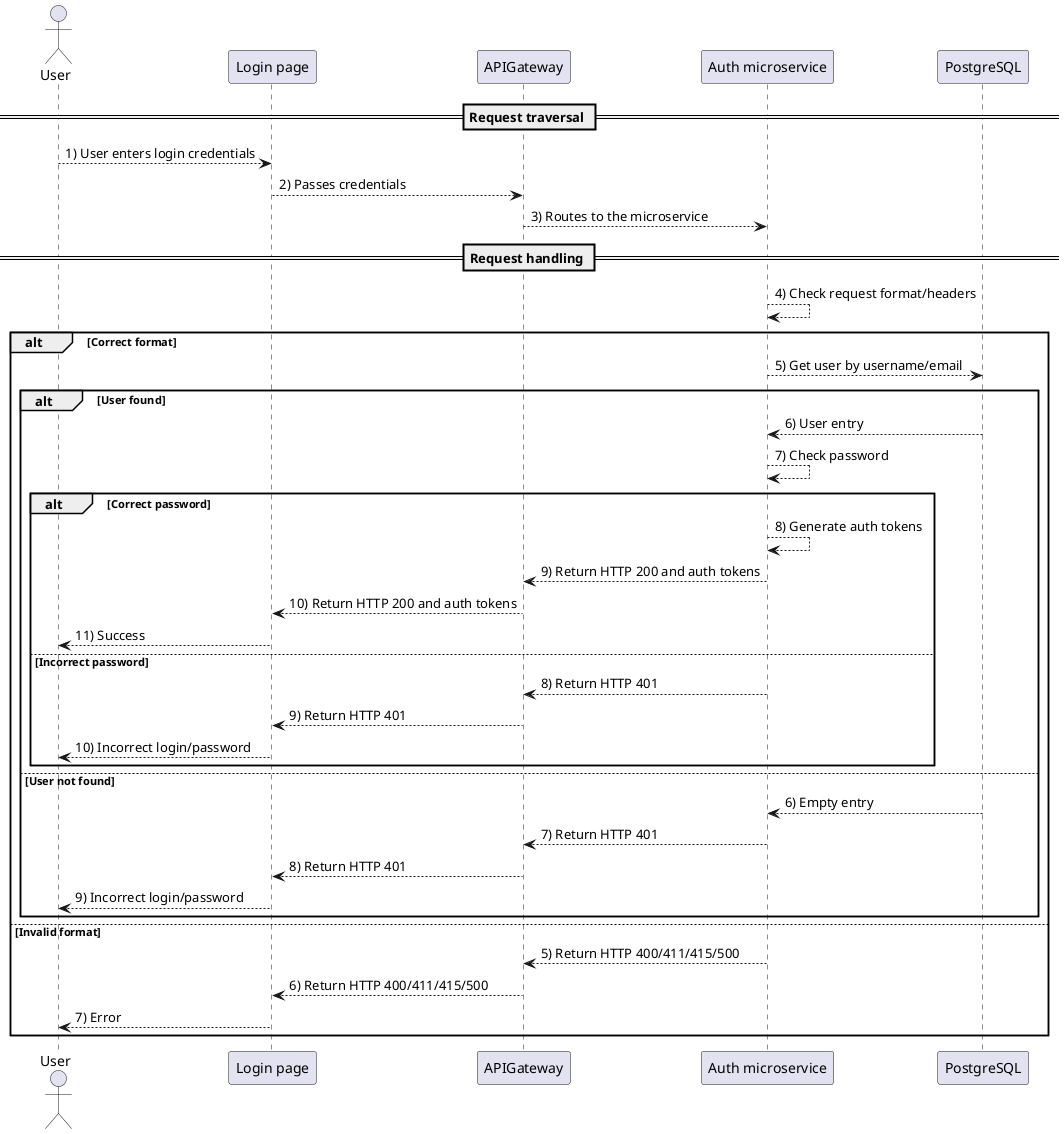 User
Login page
APIGateway
Auth microservice
PostgreSQL
Request traversal
1) User enters login credentials
2) Passes credentials
3) Routes to the microservice
Request handling
4) Check request format/headers
alt [Correct format]
5) Get user by username/email
alt [User found]
6) User entry
7) Check password
alt [Correct password]
8) Generate auth tokens
9) Return HTTP 200 and auth tokens
10) Return HTTP 200 and auth tokens
11) Success
[Incorrect password]
8) Return HTTP 401
9) Return HTTP 401
10) Incorrect login/password
[User not found]
6) Empty entry
7) Return HTTP 401
8) Return HTTP 401
9) Incorrect login/password
[Invalid format]
5) Return HTTP 400/411/415/500
6) Return HTTP 400/411/415/500
7) Error
User
Login page
APIGateway
Auth microservice
PostgreSQL